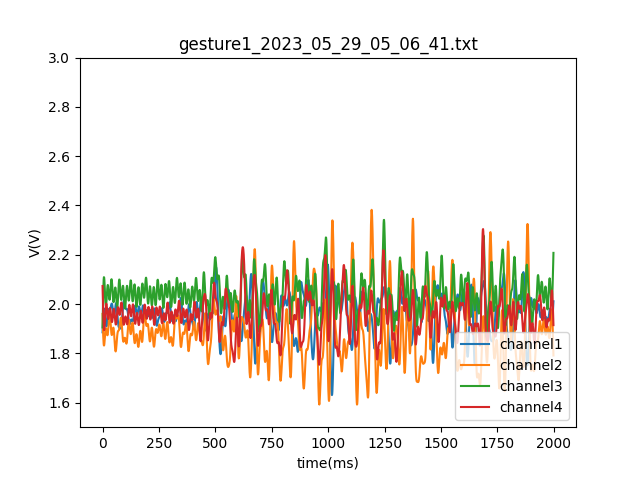 gesture1_2023_05_29_05_06_41.txt
3.0
2.8
2.6
2.4
2.2
2.0
1.8
1.6
V(V)
channel1
channel2
channel3
channel4
0 250 500 750 1000 1250 1500 1750 2000
time(ms)